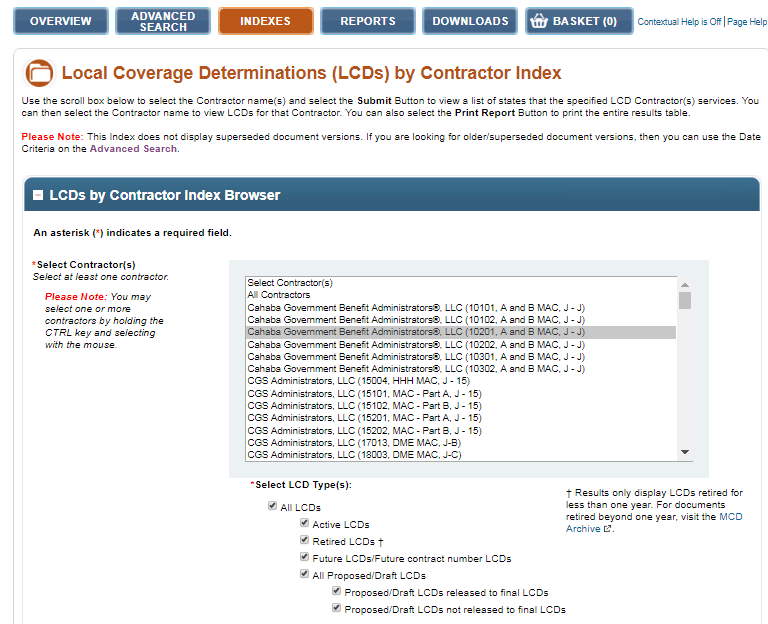 OVERVIEW
ADVANCED SEARCH
INDEXES
REPORTS
DOWNLOADS
BASKET (0)
Contextual Help is Off | Page Help
Local Coverage Determinations (LCDs) by Contractor Index
Use the scroll box below to select the Contractor name(s) and select the Submit Button to view a list of states that the specified LCD Contractor(s) services. You
can then select the Contractor name to view LCDs for that Contractor. You can also select the Print Report Button to print the entire results table.
Please Note: This Index does not display superseded document versions. If you are looking for older/superseded document versions, then you can use the Date
Criteria on the Advanced Search.
LCDs by Contractor Index Browser
An asterisk (*) indicates a required field.
*Select Contractor(s)
Select at least one contractor.
Please Note: You may
select one or more
contractors by holding the
CTRL key and selecting
with the mouse.
Select Contractor(s)
All Contractors
Cahaba Government Benefit Administrators®, LLC (10101, A and B MAC, J - J)
Cahaba Government Benefit Administrators®, LLC (10102, A and B MAC, J - J)
Cahaba Government Benefit Administrators®, LLC (10201, A and B MAC, J - J)
Cahaba Government Benefit Administrators®, LLC (10202, A and B MAC, J - J)
Cahaba Government Benefit Administrators®, LLC (10301, A and B MAC, J - J)
Cahaba Government Benefit Administrators®, LLC (10302, A and B MAC, J - J)
CGS Administrators, LLC (15004, HHH MAC, J - 15)
CGS Administrators, LLC (15101, MAC - Part A, J - 15)
CGS Administrators, LLC (15102, MAC - Part B, J - 15)
CGS Administrators, LLC (15201, MAC - Part A, J - 15)
CGS Administrators, LLC (15202, MAC - Part B, J - 15)
CGS Administrators, LLC (17013, DME MAC, J-B)
CGS Administrators, LLC (18003, DME MAC, J-C)
*Select LCD Type(s):
All LCDs
Active LCDs
Retired LCDs †
Future LCDs/Future contract number LCDs
All Proposed/Draft LCDs
Proposed/Draft LCDs released to final LCDs
Proposed/Draft LCDs not released to final LCDs
† Results only display LCDs retired for
less than one year. For documents
retired beyond one year, visit the MCD
Archive.